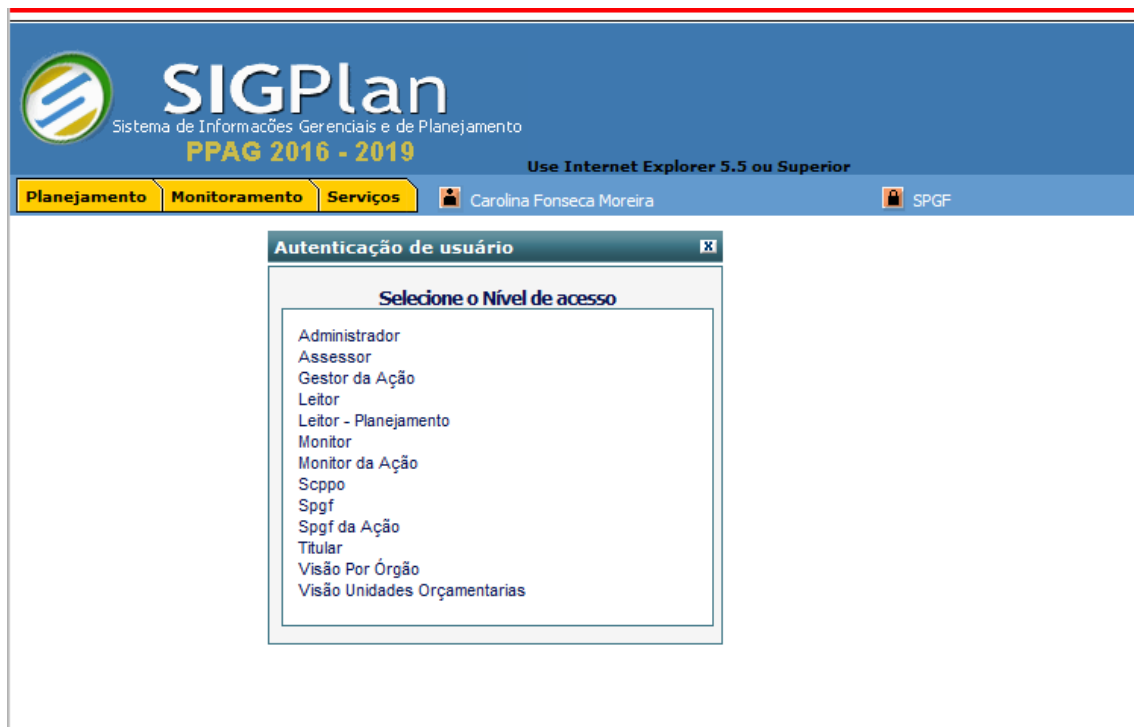 SIGPlan
Sistema de Informacões Gerenciais e de Planejamento
PPAG 2016 - 2019
Use Internet Explorer 5.5 ou Superior
Planejamento Monitoramento Serviços Carolina Fonseca Moreira SPGF
Autenticação de usuário X
Selecione o Nível de acesso
Administrador
Assessor
Gestor da Ação
Leitor
Leitor - Planejamento
Monitor
Monitor da Ação
Scppo
Spgf
Spgf da Ação
Titular
Visão Por Órgão
Visão Unidades Orçamentarias